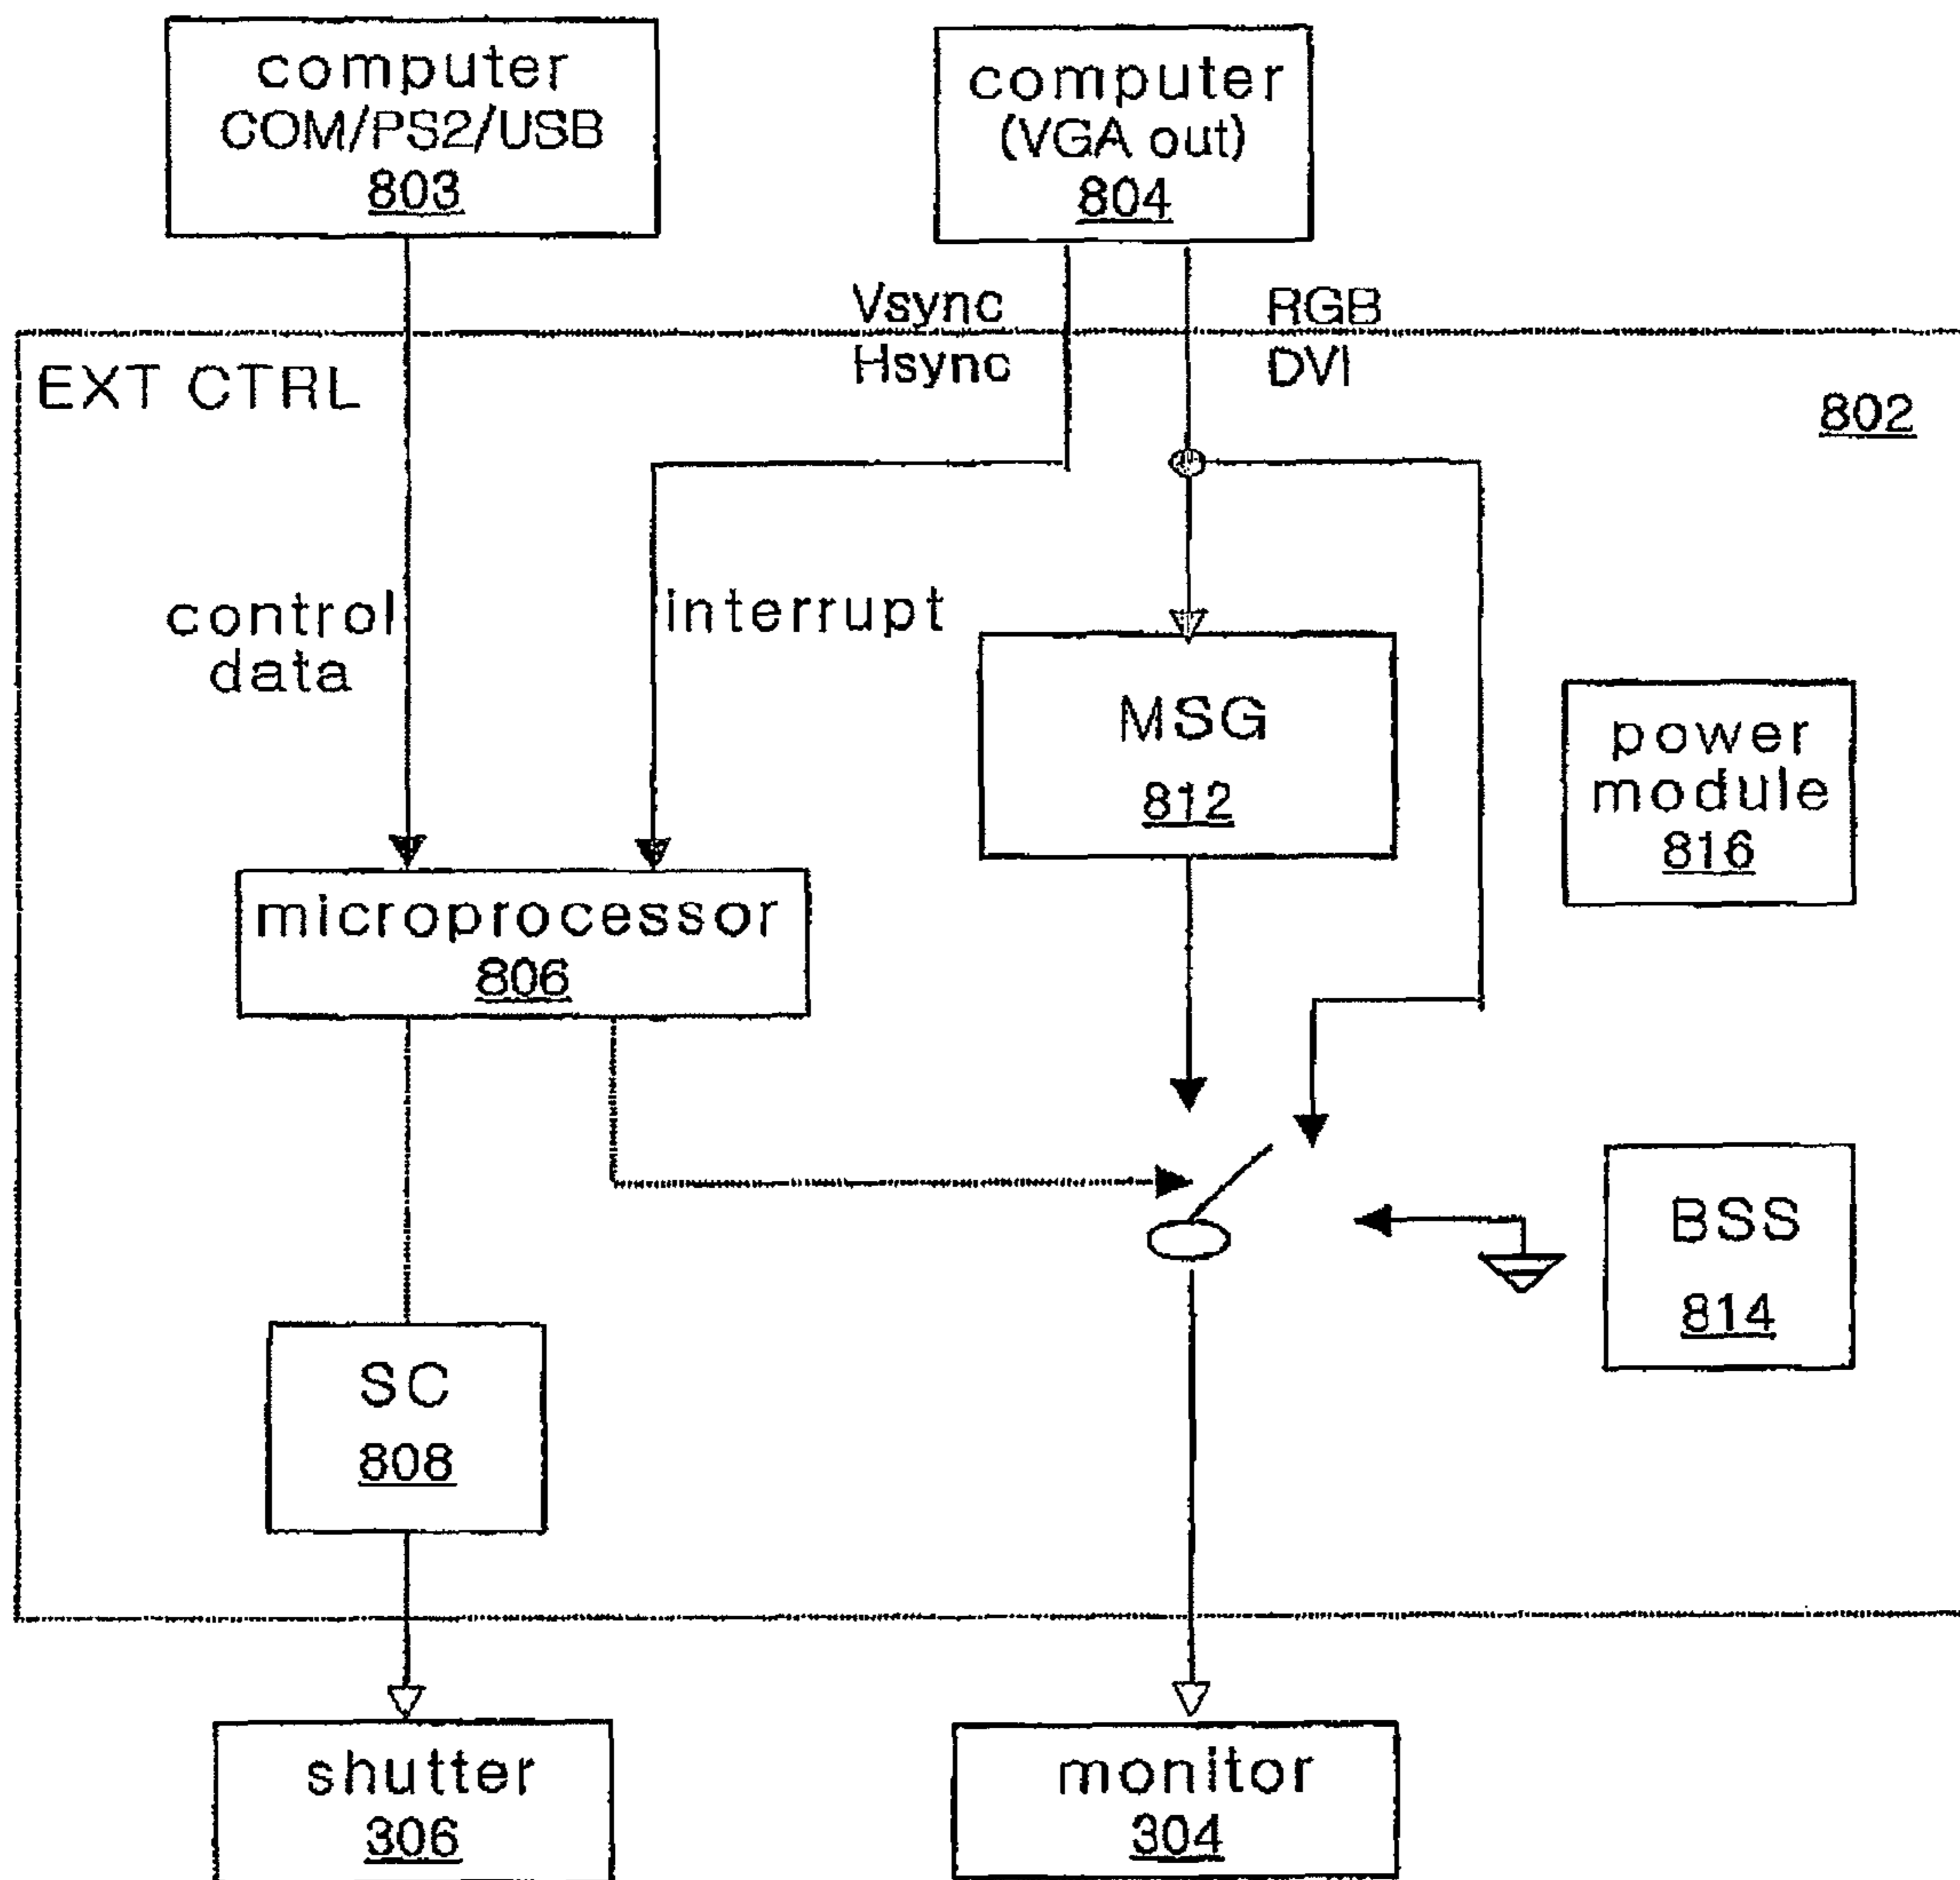 computer
COM/PS2/USB
803
computer
(VGA out)
804
Vsync
Hsync
RGB
DVI
EXT CTRL
802
control
data
interrupt
MSG
812
power
module
816
microprocessor
806
BSS
814
SC
808
shutter
306
monitor
304